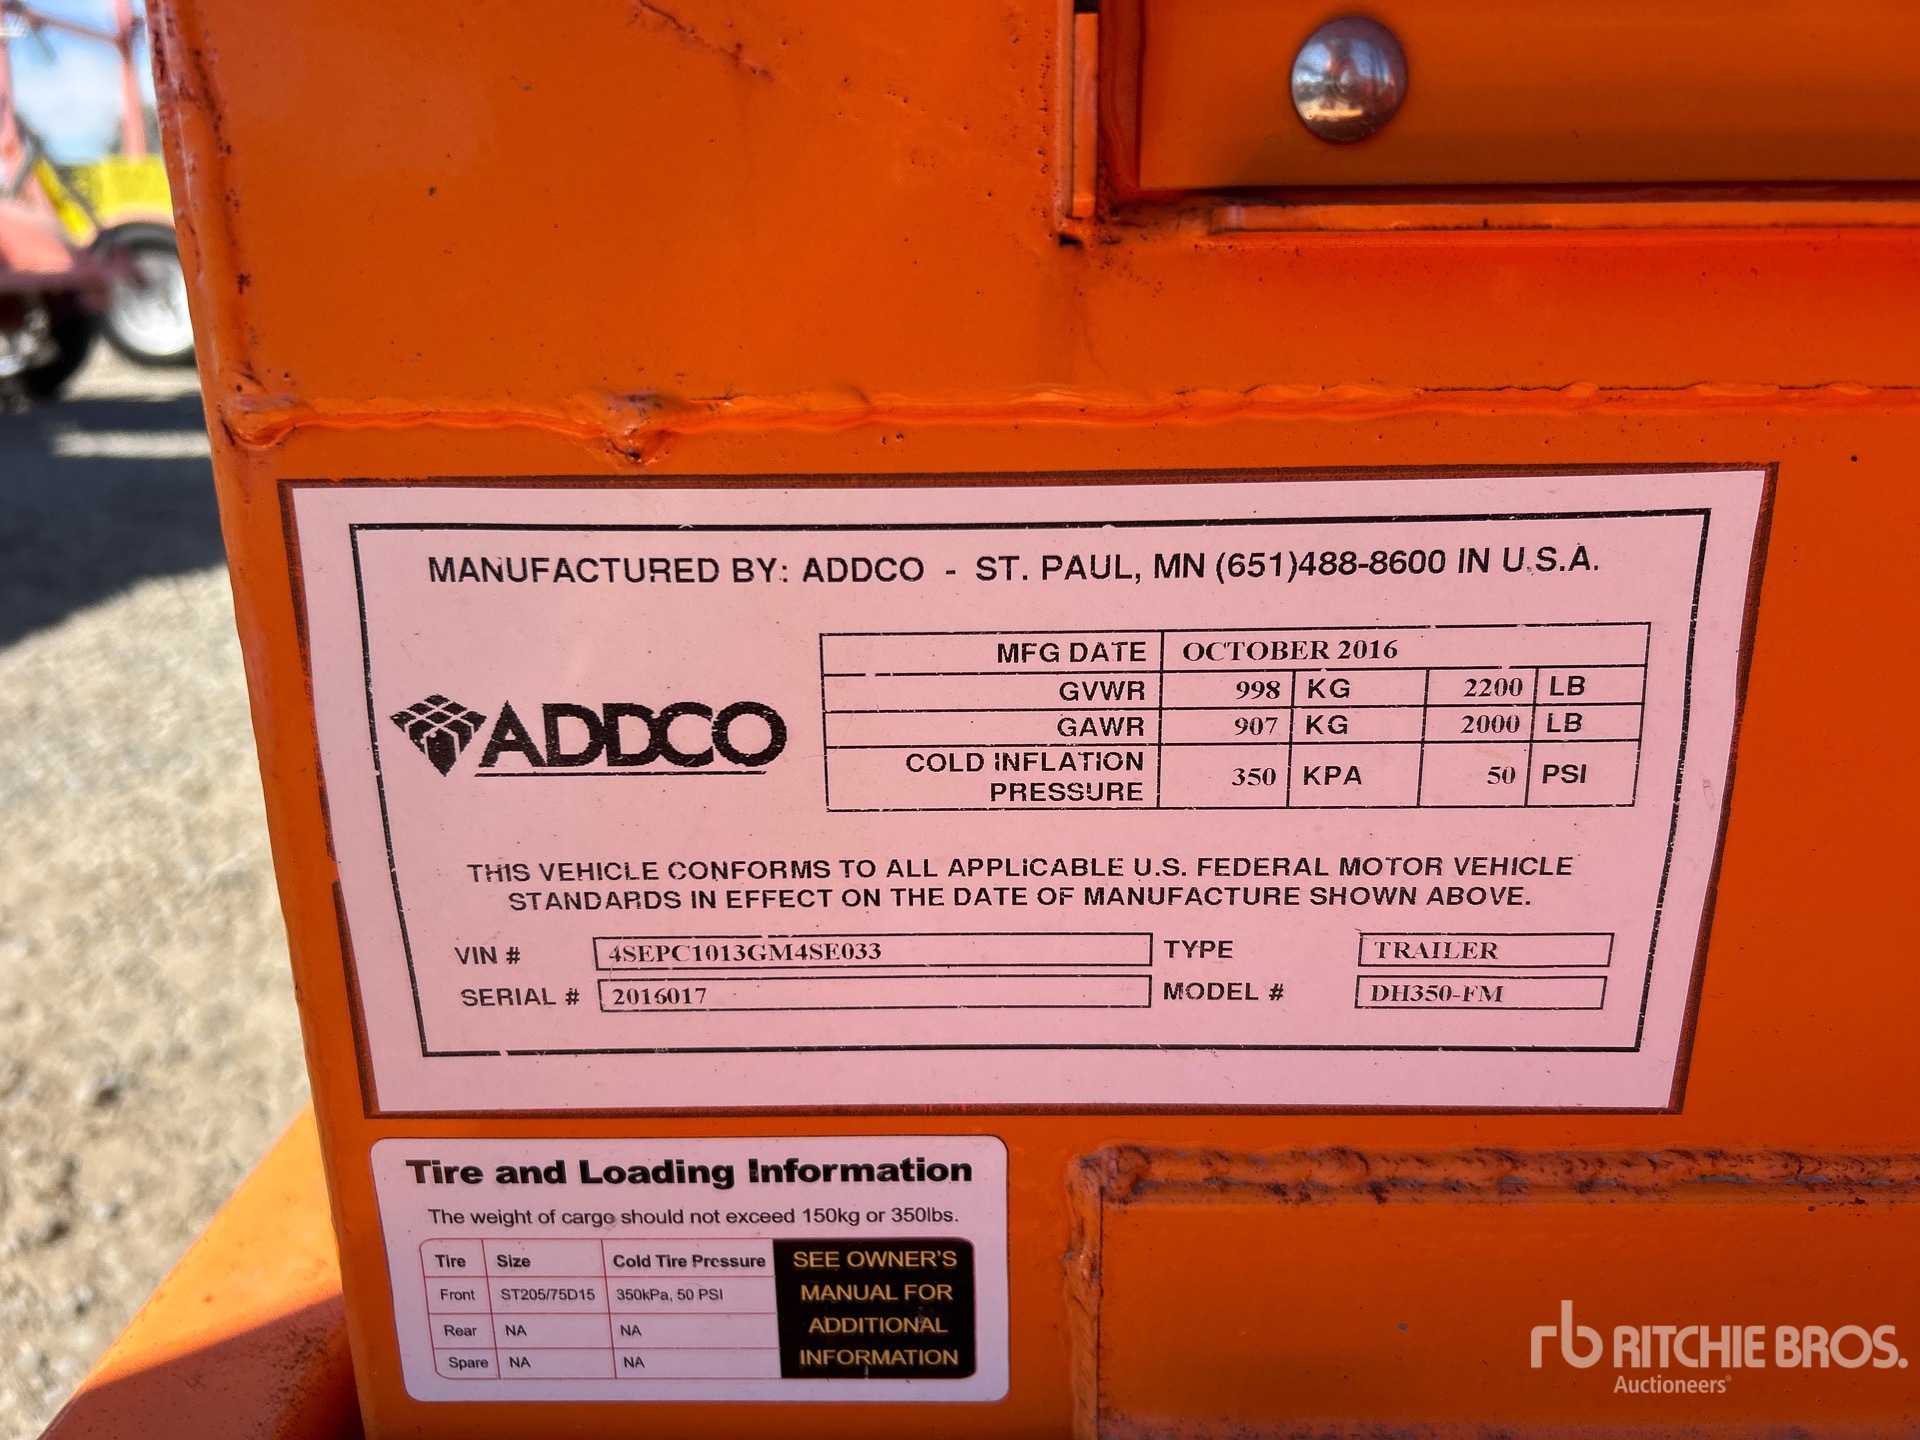 MANUFACTURED BY: ADDCO - ST. PAUL, MN (651)488-8600 IN U.S.A.
ADDCO
MFG DATE OCTOBER 2016
GVWR 998 KG 2200 LB
GAWR 907 KG 2000 LB
COLD INFLATION
PRESSURE 350 KPA 50 PSI
THIS VEHICLE CONFORMS TO ALL APPLICABLE U.S. FEDERAL MOTOR VEHICLE
STANDARDS IN EFFECT ON THE DATE OF MANUFACTURE SHOWN ABOVE.
VIN # 4SEPC1013GM4SE033 TYPE TRAILER
SERIAL # 2016017 MODEL # DH350-FM
Tire and Loading Information
The weight of cargo should not exceed 150kg or 350lbs.
Tire Size Cold Tire Pressure
Front ST205/75D15 350kPa, 50 PSI
Rear NA NA
Spare NA NA
SEE OWNER'S
MANUAL FOR
ADDITIONAL
INFORMATION
rb RITCHIE BROS.
Auctioneers